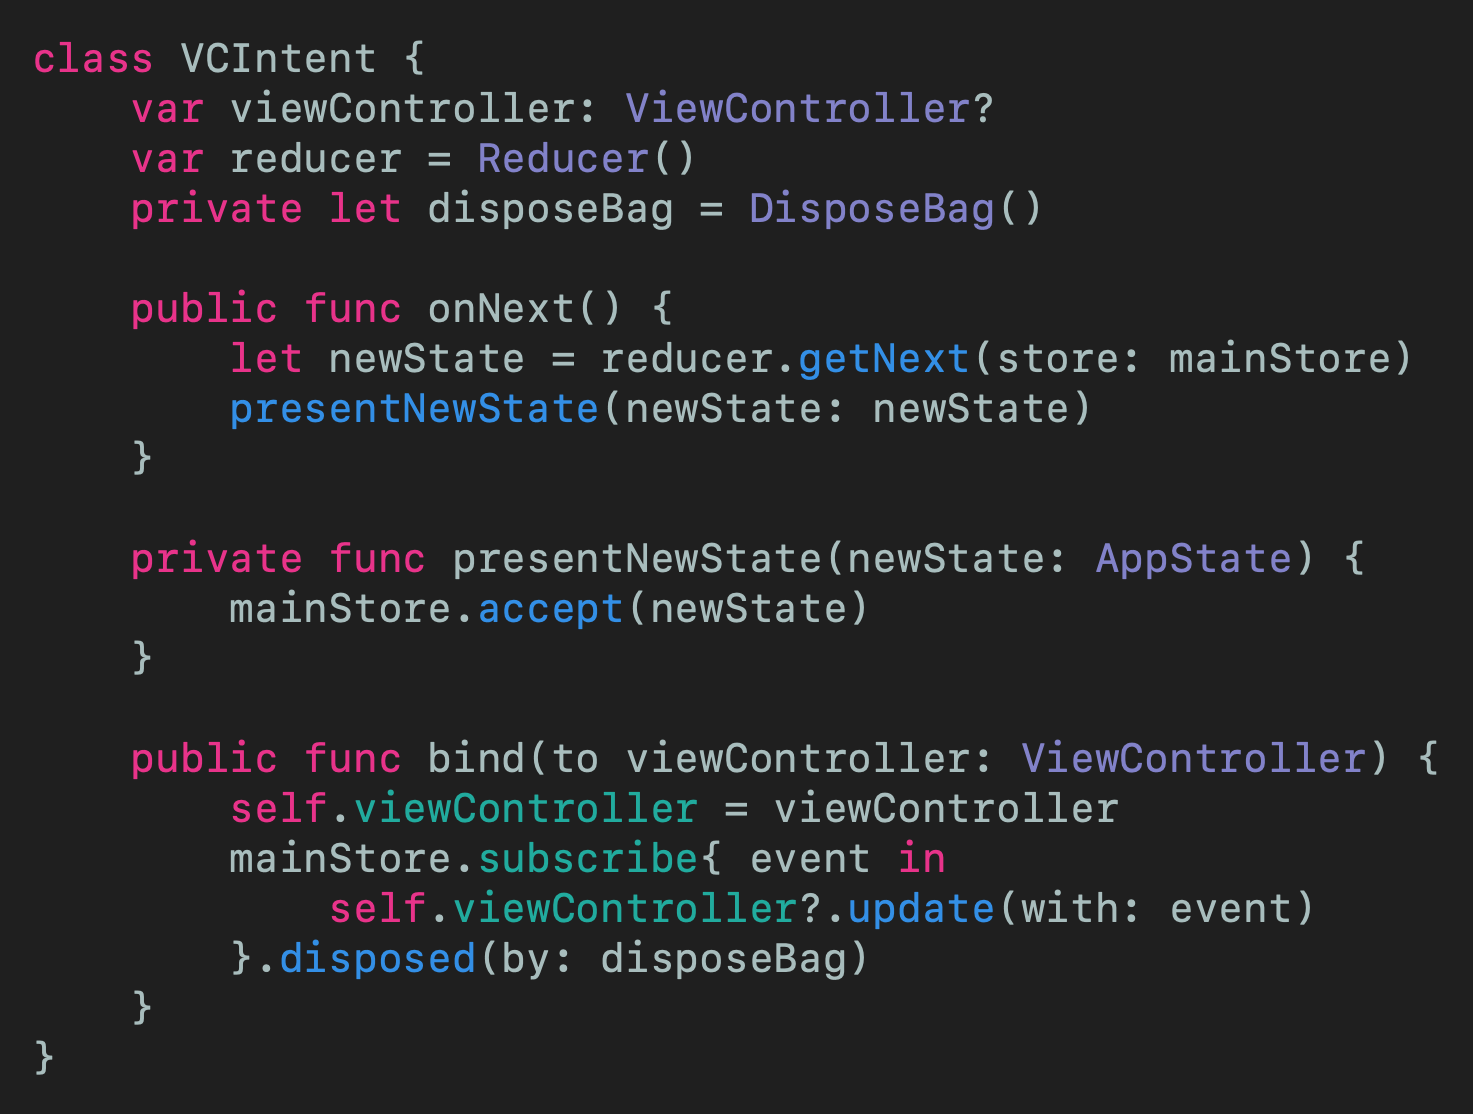 class VCIntent {
    var viewController: ViewController?
    var reducer = Reducer()
    private let disposeBag = DisposeBag()

    public func onNext() {
        let newState = reducer.getNext(store: mainStore)
        presentNewState(newState: newState)
    }

    private func presentNewState(newState: AppState) {
        mainStore.accept(newState)
    }

    public func bind(to viewController: ViewController) {
        self.viewController = viewController
        mainStore.subscribe{ event in
            self.viewController?.update(with: event)
        }.disposed(by: disposeBag)
    }
}